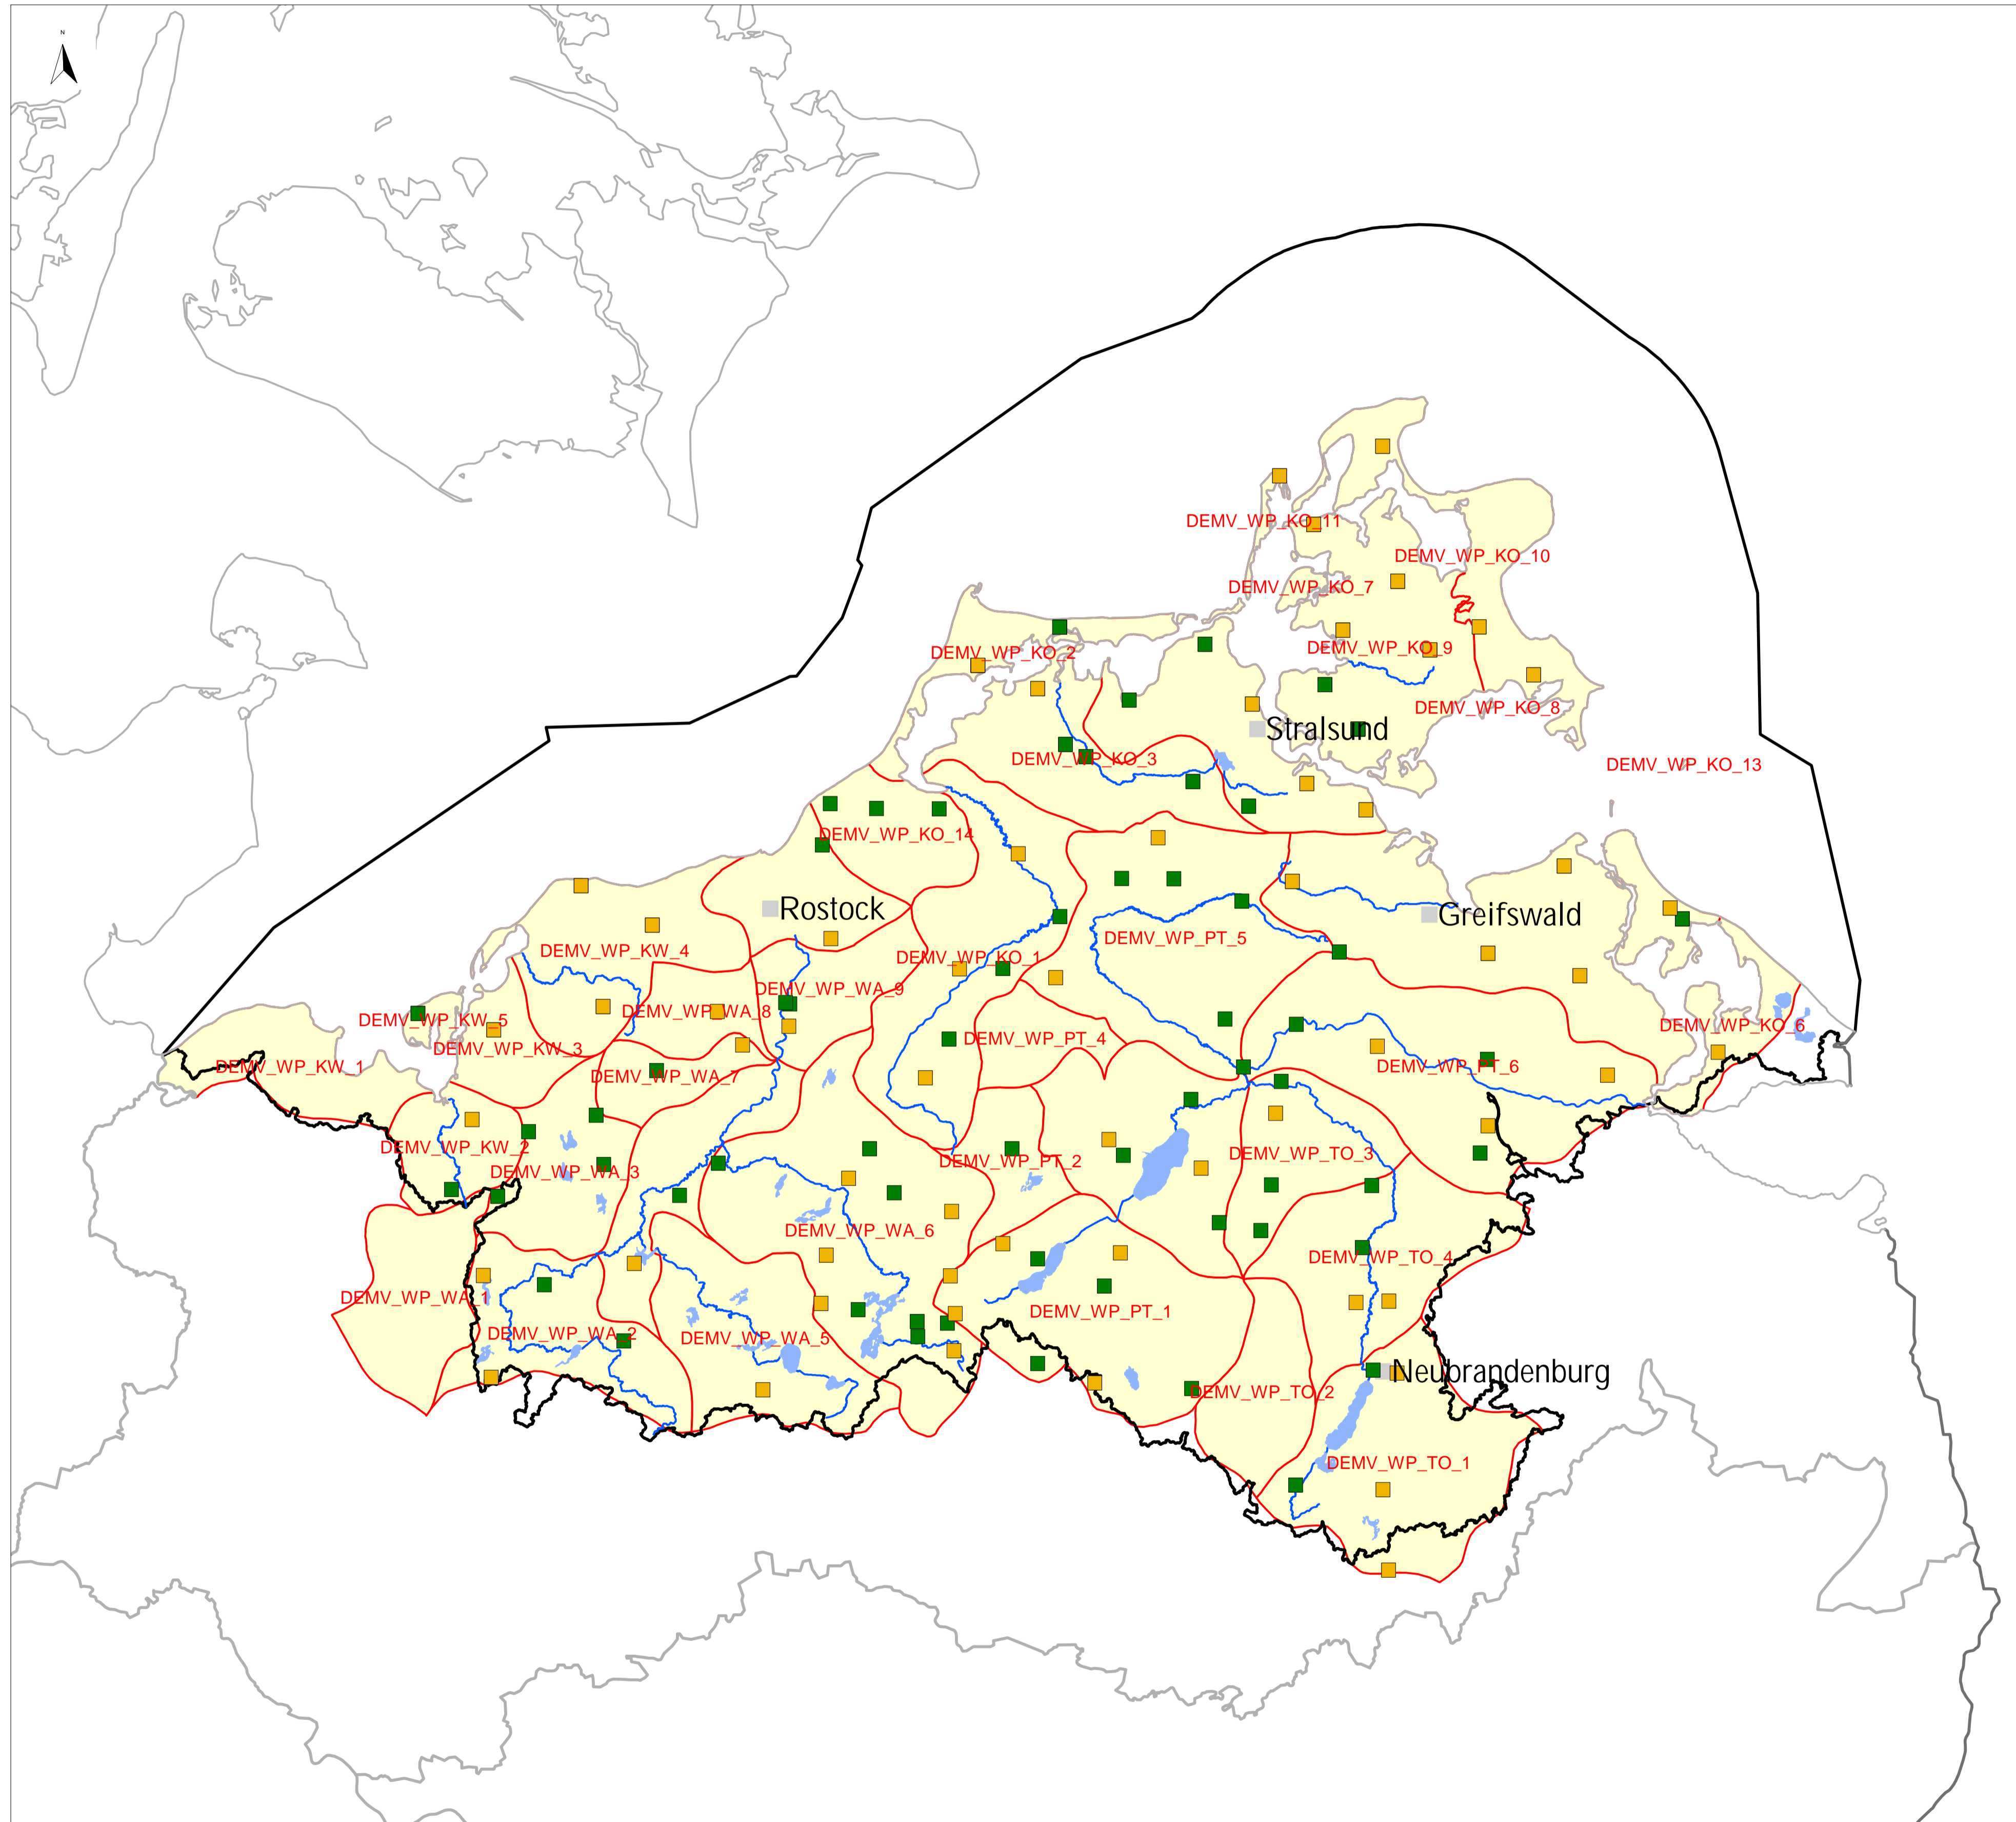 N
DEMV_WP_KO_11
DEMV_WP_KO_10
DEMV_WP_KO_7
DEMV_WP_KO_2
DEMV_WP_KO_9
DEMV_WP_KO_8
Stralsund
DEMV_WP_KO_3
DEMV_WP_KO_13
DEMV_WP_KO_14
Rostock
Greifswald
DEMV_WP_PT_5
DEMV_WP_KW_4
DEMV_WP_KO_1
DEMV_WP_WA_9
DEMV_WP_WA_8
DEMV_WP_KW_5
DEMV_WP_KO_6
DEMV_WP_PT_4
DEMV_WP_KW_3
DEMV_WP_KW_1
DEMV_WP_PT_6
DEMV_WP_WA_7
DEMV_WP_KW_2
DEMV_WP_TO_3
DEMV_WP_PT_2
DEMV_WP_WA_3
DEMV_WP_WA_6
DEMV_WP_TO_4
DEMV_WP_WA_1
DEMV_WP_PT_1
DEMV_WP_WA_2
DEMV_WP_WA_5
Neubrandenburg
DEMV_WP_TO_2
DEMV_WP_TO_1